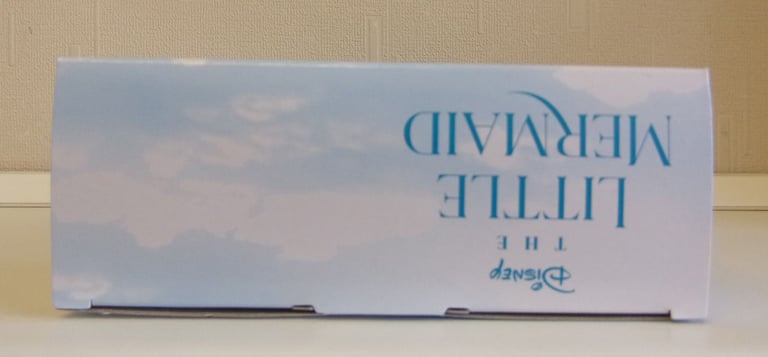 Disney
THE
LITTLE
MERMAID